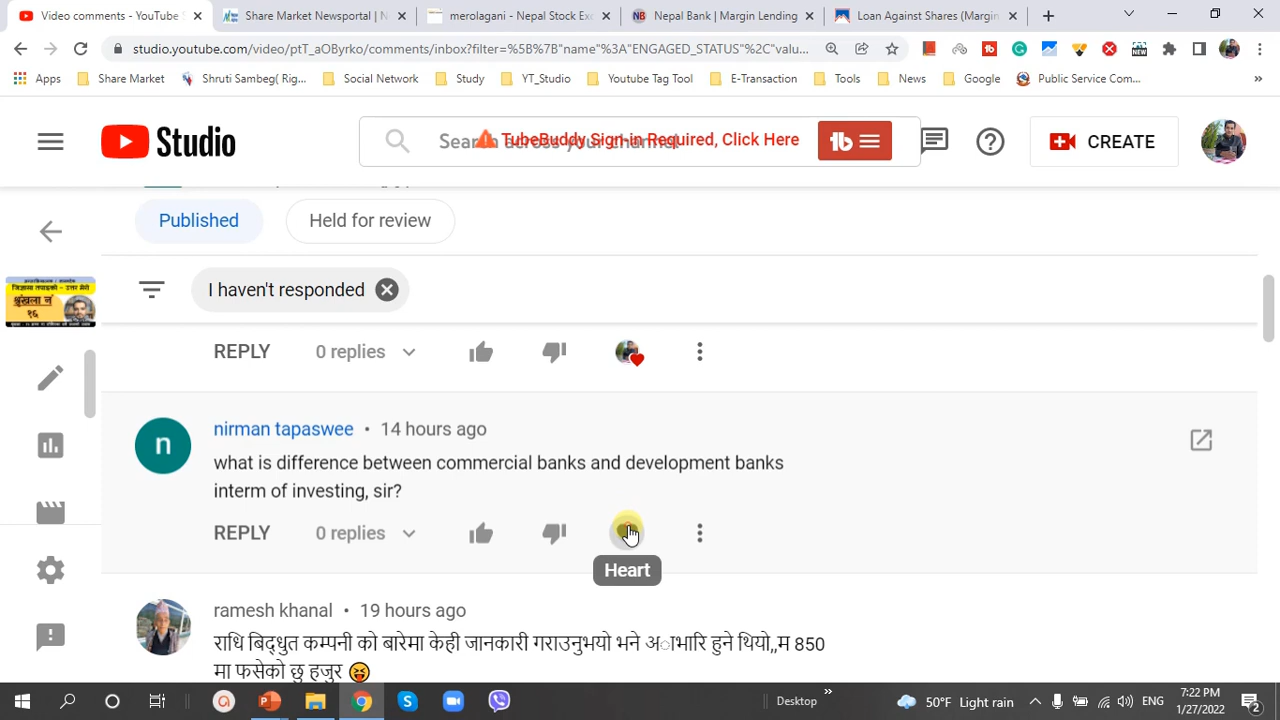 Video comments - YouTube S
Share Market Newsportal | N
merolagani - Nepal Stock Exc
Nepal Bank | Margin Lending
Loan Against Shares (Margin
studio.youtube.com/video/ptT_aOByrko/comments/inbox?filter=%5B%7B"name"%3A"ENGAGED_STATUS"%2C"valu...
Apps
Share Market
Shruti Sambeg( Rig...
Social Network
Study
YT_Studio
Youtube Tag Tool
E-Transaction
Tools
News
Google
Public Service Com...
»
Studio
TubeBuddy Sign-in Required, Click Here
tb
CREATE
Published
Held for review
I haven't responded
REPLY 0 replies
nirman tapaswee • 14 hours ago
what is difference between commercial banks and development banks
interm of investing, sir?
REPLY 0 replies
Heart
ramesh khanal • 19 hours ago
राधि बिद्धुत कम्पनी को बारेमा केही जानकारी गराउनुभयो भने अाभारि हुने थियो,,म 850
मा फसेको छु हजुर 😝
Desktop
»
50°F Light rain
ENG
7:22 PM
1/27/2022
2